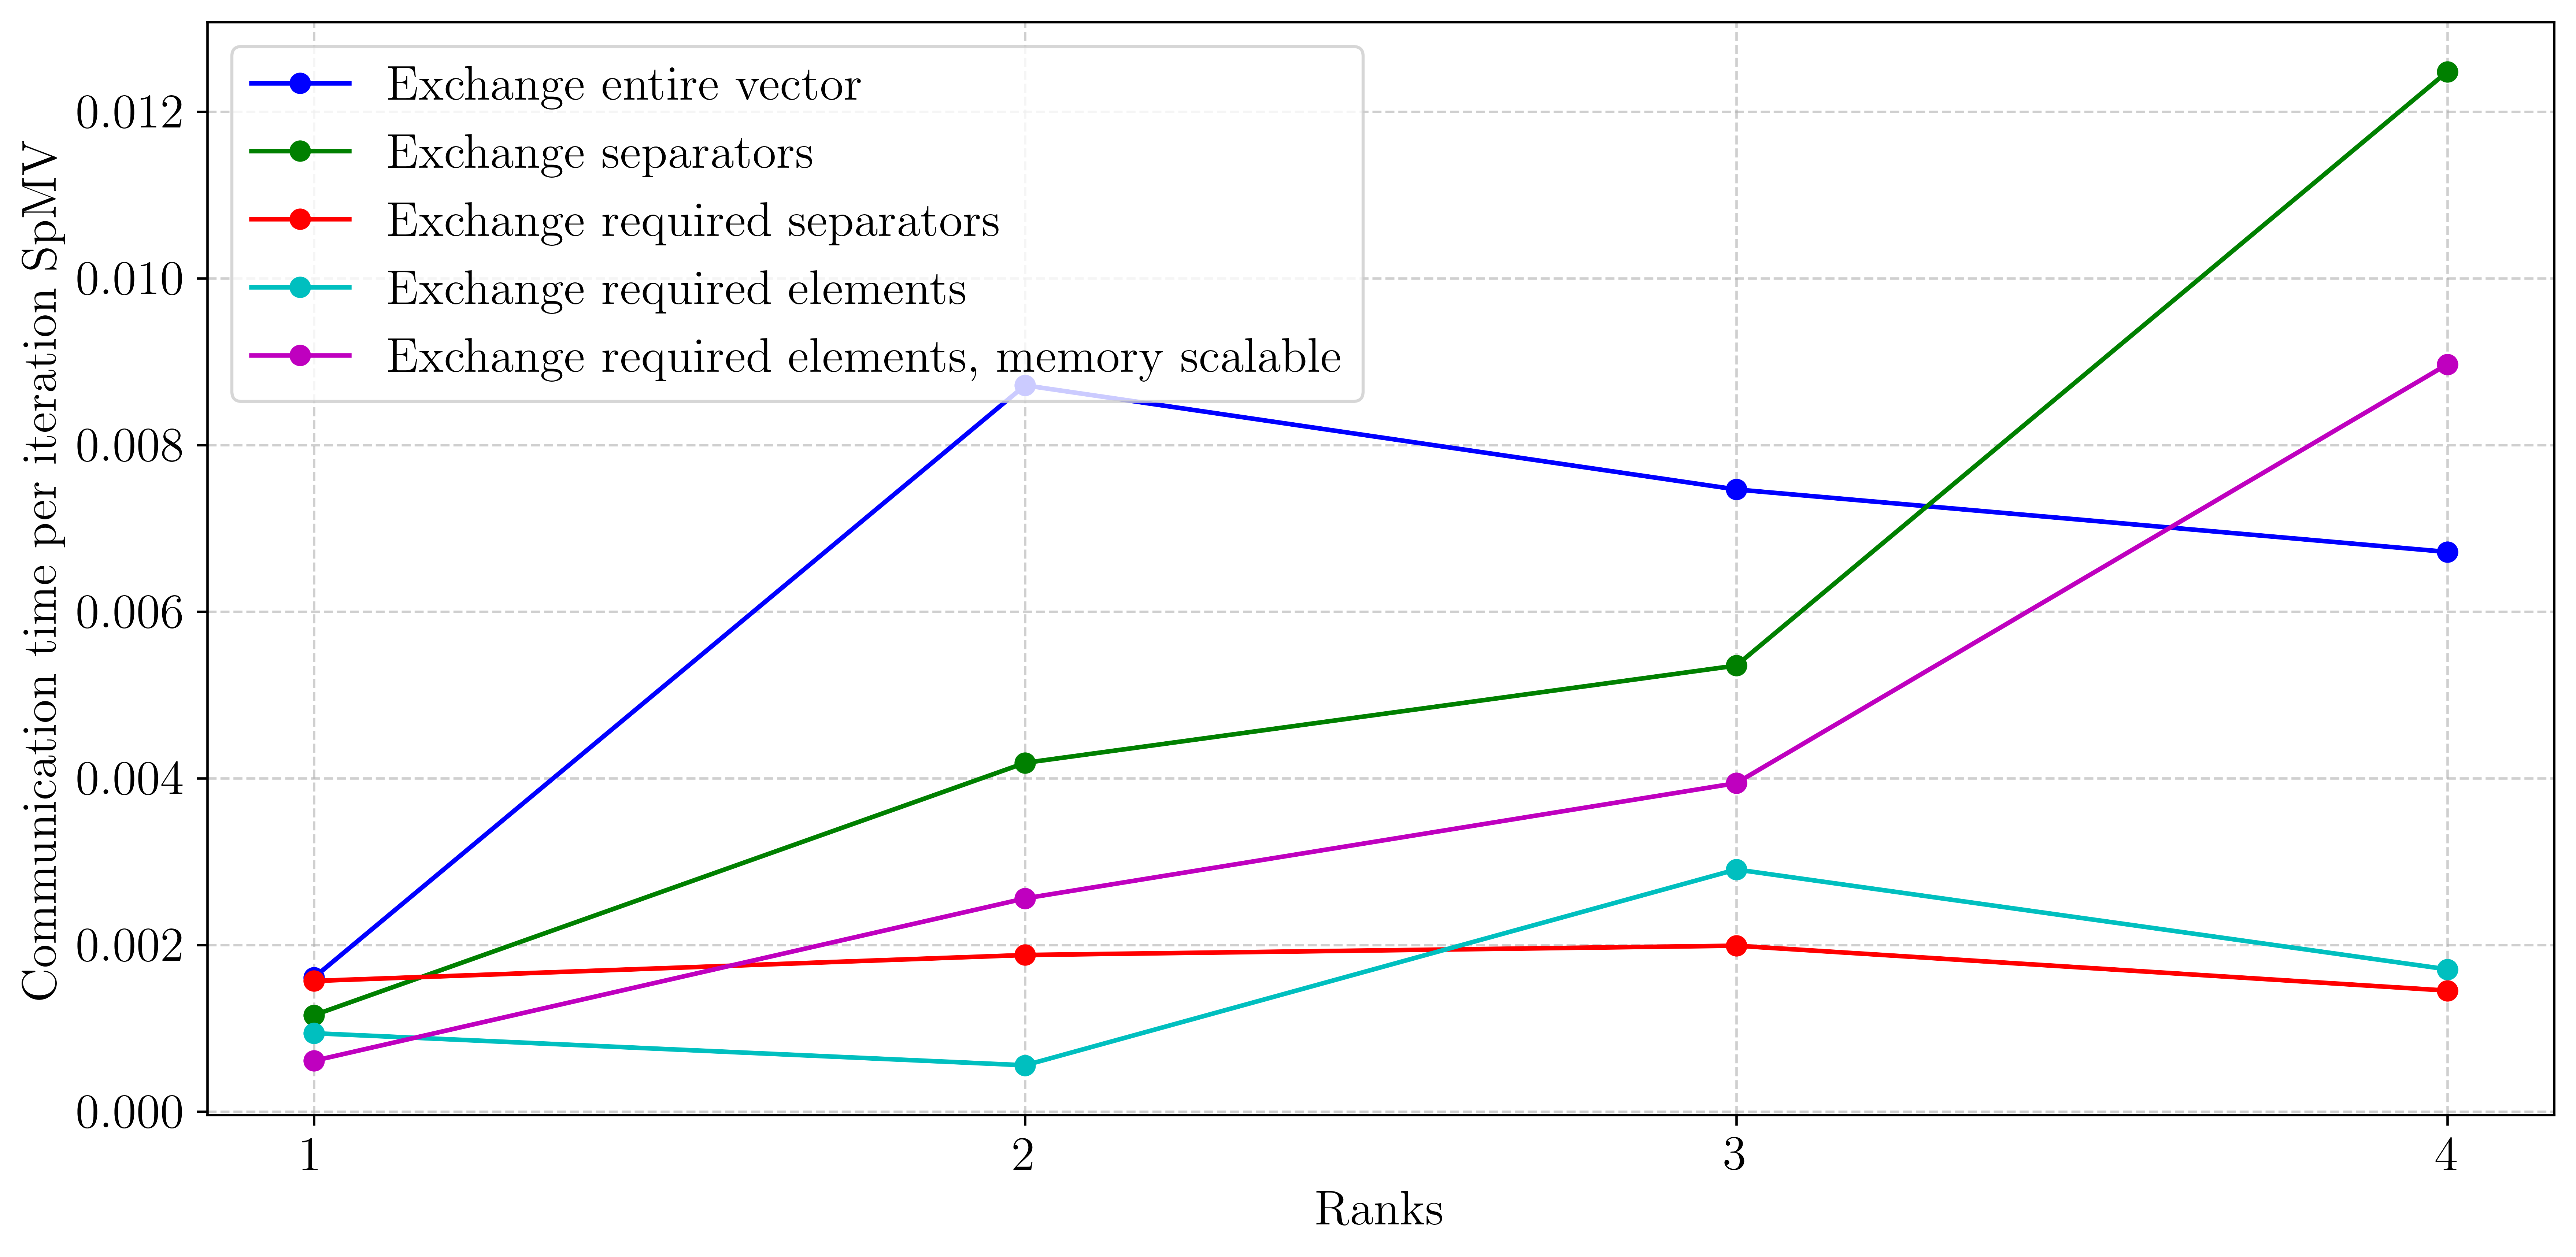 Communication time per iteration SpMV
0.012
0.010
0.008
0.006
0.004
0.002
0.000
Exchange entire vector
Exchange separators
Exchange required separators
Exchange required elements
Exchange required elements, memory scalable
1
2
3
4
Ranks